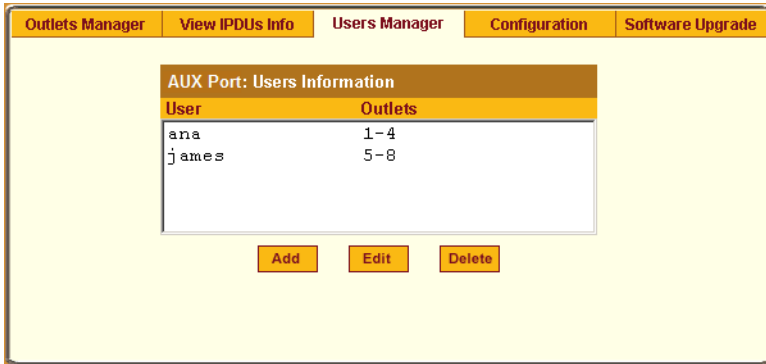 Outlets Manager View IPDUs Info Users Manager Configuration Software Upgrade
AUX Port: Users Information
User Outlets
ana 1-4
james 5-8
Add Edit Delete